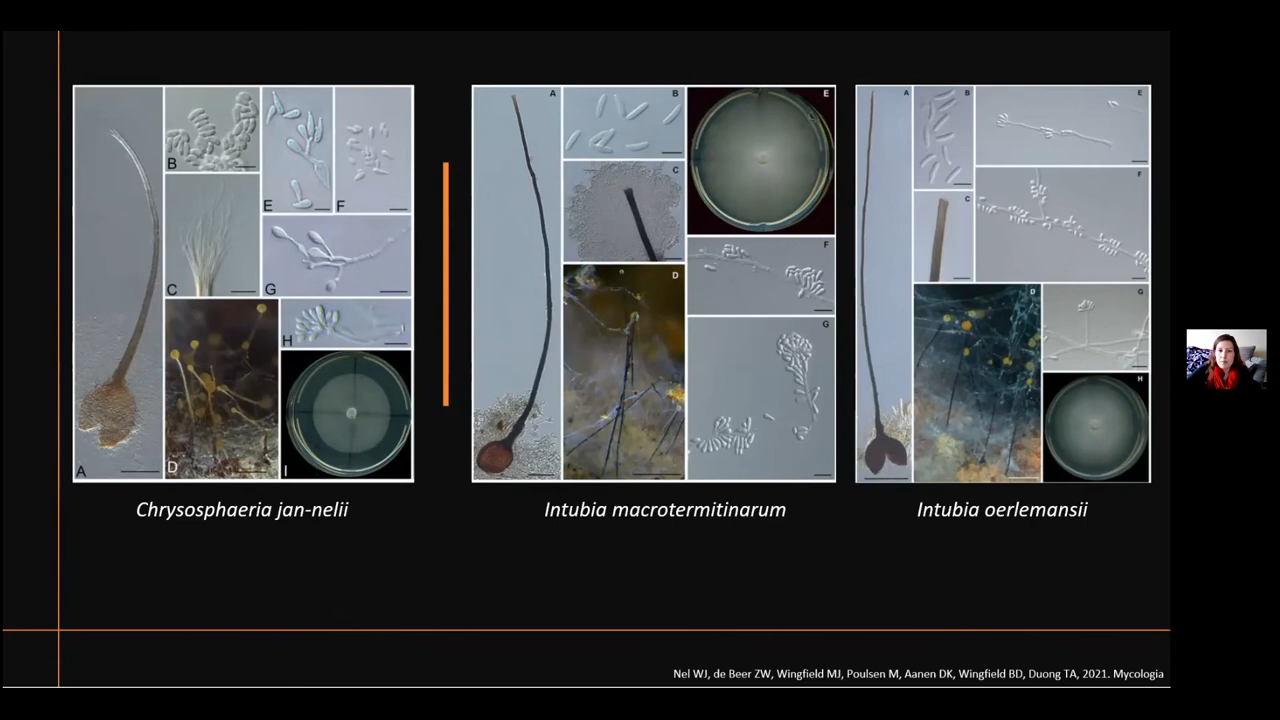 A
B
C
D
E
F
G
H
I
A
B
C
D
E
F
G
A
B
C
D
E
F
G
H
Chrysosphaeria jan-nelii
Intubia macrotermitinarum
Intubia oerlemansii
Nel WJ, de Beer ZW, Wingfield MJ, Poulsen M, Aanen DK, Wingfield BD, Duong TA, 2021. Mycologia